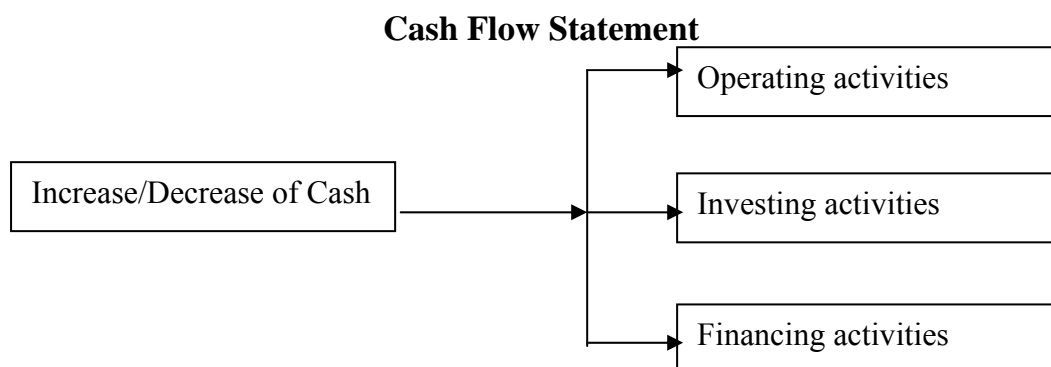 Cash Flow Statement
Operating activities
Increase/Decrease of Cash
Investing activities
Financing activities